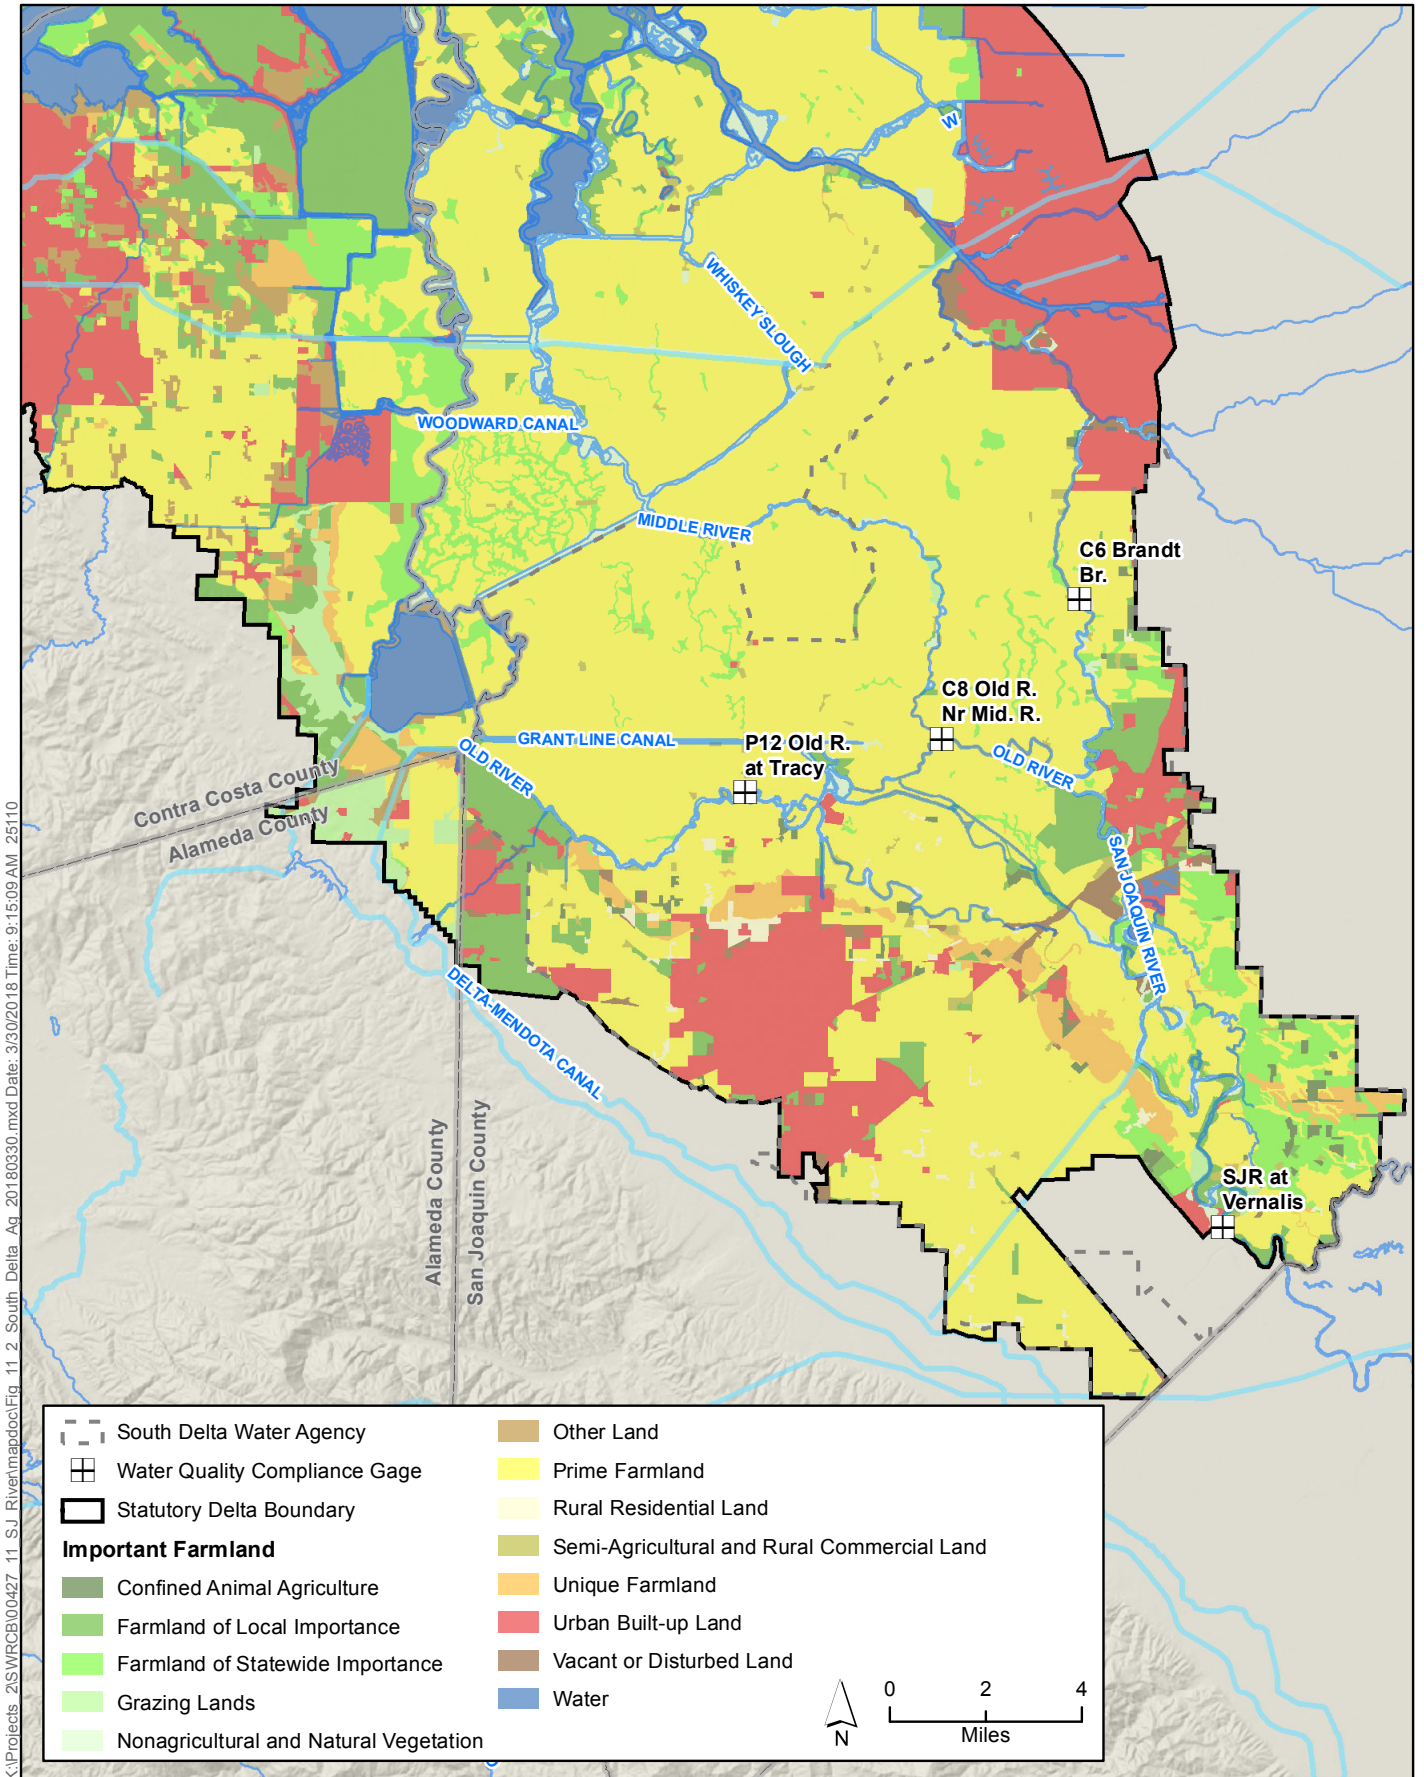 W
WHISKEY SLOUGH
WOODWARD CANAL
MIDDLE RIVER
C6 Brandt
Br.
C8 Old R.
Nr Mid. R.
P12 Old R.
at Tracy
GRANT LINE CANAL
OLD RIVER
OLD RIVER
Contra Costa County
Alameda County
SAN JOAQUIN RIVER
DELTA-MENDOTA CANAL
Alameda County
San Joaquin County
SJR at
Vernalis
K:\Projects_2\SWRCB\00427_11_SJ_River\mapdoc\Fig_11_2_South_Delta_Ag_20180330.mxd Date: 3/30/2018 Time: 9:15:09 AM 25110
South Delta Water Agency
Water Quality Compliance Gage
Statutory Delta Boundary
Important Farmland
Confined Animal Agriculture
Farmland of Local Importance
Farmland of Statewide Importance
Grazing Lands
Nonagricultural and Natural Vegetation
Other Land
Prime Farmland
Rural Residential Land
Semi-Agricultural and Rural Commercial Land
Unique Farmland
Urban Built-up Land
Vacant or Disturbed Land
Water
N
0 2 4
Miles